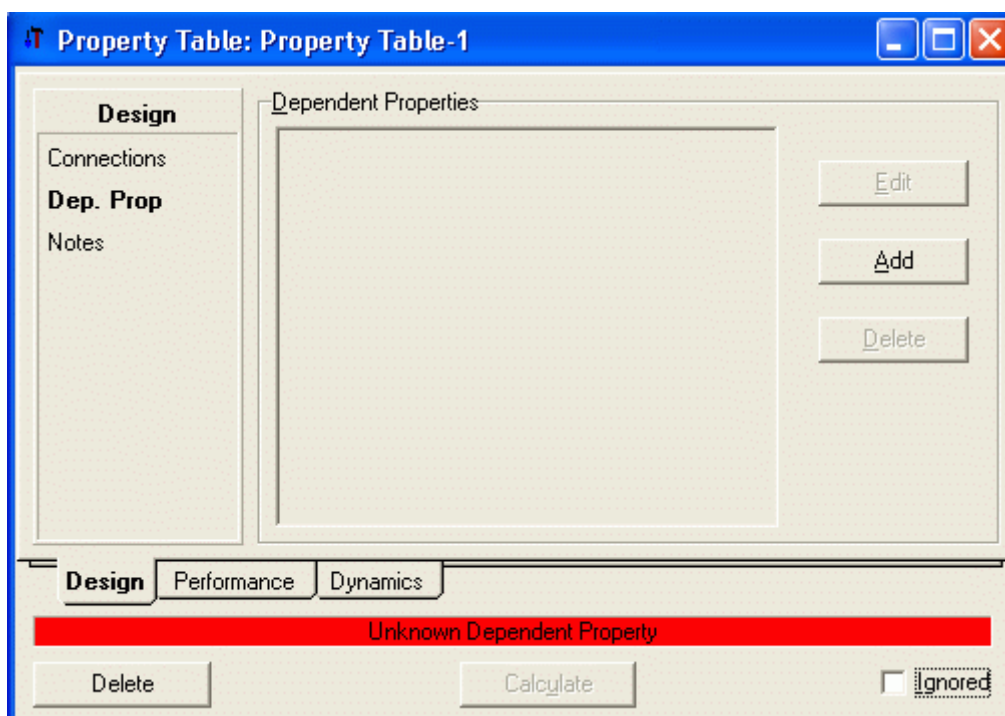 Property Table: Property Table-1
Design
Connections
Dep. Prop
Notes
Dependent Properties
Edit
Add
Delete
Design
Performance
Dynamics
Unknown Dependent Property
Delete
Calculate
Ignored